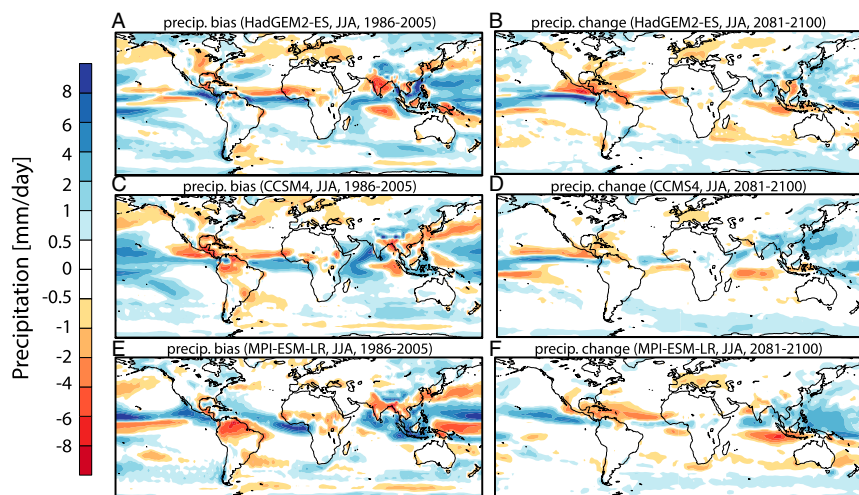 A precip. bias (HadGEM2-ES, JJA, 1986-2005)
B precip. change (HadGEM2-ES, JJA, 2081-2100)
C precip. bias (CCSM4, JJA, 1986-2005)
D precip. change (CCMS4, JJA, 2081-2100)
E precip. bias (MPI-ESM-LR, JJA, 1986-2005)
F precip. change (MPI-ESM-LR, JJA, 2081-2100)
Precipitation [mm/day]
8
6
4
2
1
0.5
0
-0.5
-1
-2
-4
-6
-8